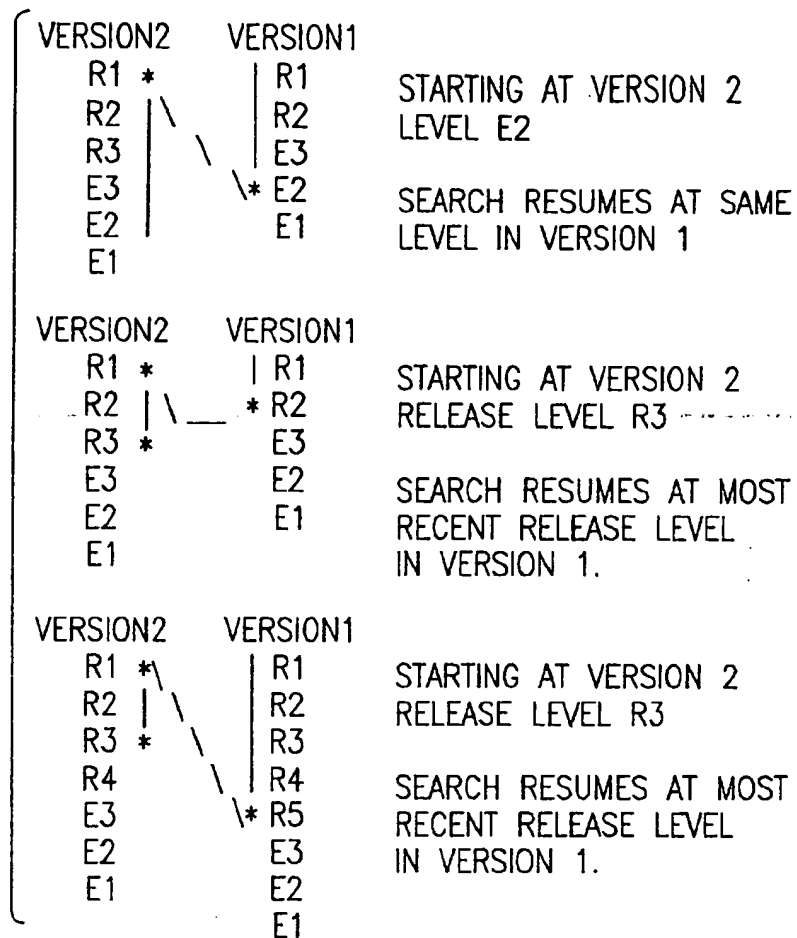 VERSION2 VERSION1
R1 * | R1 STARTING AT VERSION 2
R2 | \ | R2 LEVEL E2
R3 | \ | E3
E3 | \* E2 SEARCH RESUMES AT SAME
E2 | E1 LEVEL IN VERSION 1
E1
VERSION2 VERSION1
R1 * | R1 STARTING AT VERSION 2
R2 | \ __ * R2 RELEASE LEVEL R3
R3 * E3
E3 E2 SEARCH RESUMES AT MOST
E2 E1 RECENT RELEASE LEVEL
E1 IN VERSION 1.
VERSION2 VERSION1
R1 *\ | R1 STARTING AT VERSION 2
R2 | \ | R2 RELEASE LEVEL R3
R3 * \ | R3
R4 \ | R4 SEARCH RESUMES AT MOST
E3 \* R5 RECENT RELEASE LEVEL
E2 E3 IN VERSION 1.
E1 E2
E1